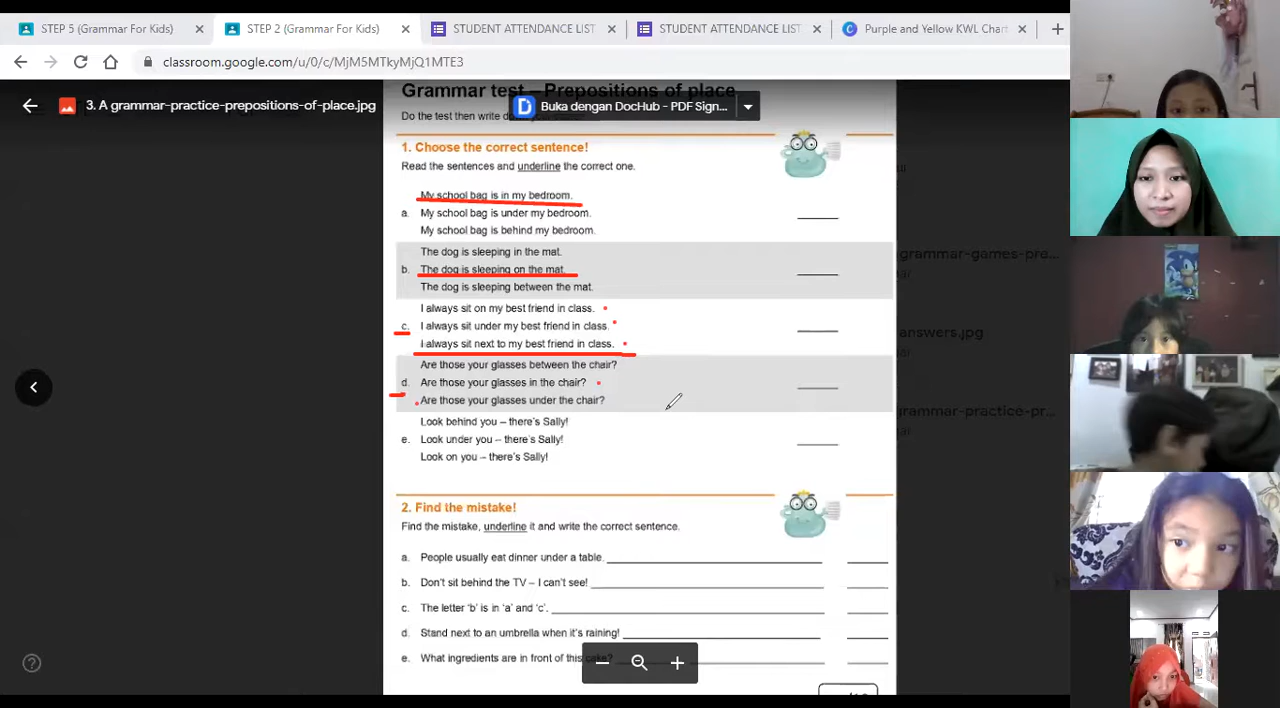 STEP 5 (Grammar For Kids)
STEP 2 (Grammar For Kids)
STUDENT ATTENDANCE LIST
STUDENT ATTENDANCE LIST
Purple and Yellow KWL Chart
classroom.google.com/u/0/c/MjM5MTkyMjQ1MTE3
3. A grammar-practice-prepositions-of-place.jpg
Grammar test – Prepositions of place
Buka dengan DocHub - PDF Sign...
Do the test then write
1. Choose the correct sentence!
Read the sentences and underline the correct one.
My school bag is in my bedroom.
a. My school bag is under my bedroom.
My school bag is behind my bedroom.
The dog is sleeping in the mat.
b. The dog is sleeping on the mat.
The dog is sleeping between the mat.
I always sit on my best friend in class.
c. I always sit under my best friend in class.
I always sit next to my best friend in class.
Are those your glasses between the chair?
d. Are those your glasses in the chair?
Are those your glasses under the chair?
Look behind you – there's Sally!
e. Look under you – there's Sally!
Look on you – there's Sally!
2. Find the mistake!
Find the mistake, underline it and write the correct sentence.
a. People usually eat dinner under a table.
b. Don't sit behind the TV – I can't see!
c. The letter 'b' is in 'a' and 'c'.
d. Stand next to an umbrella when it's raining!
e. What ingredients are in front of this cake?
-grammar-games-pre...
answers.jpg
grammar-practice-pr...